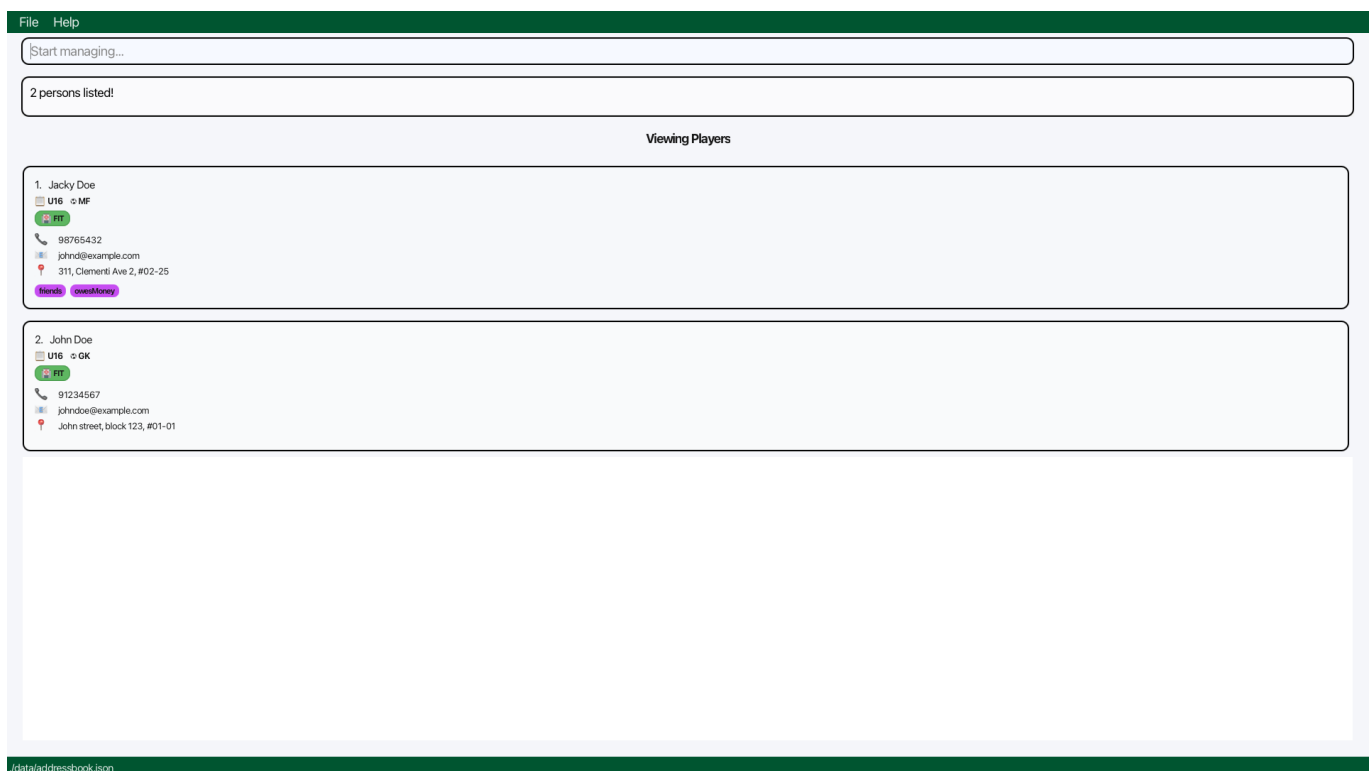 File Help
Start managing...
2 persons listed!
Viewing Players
1. Jacky Doe
U16 MF
FIT
98765432
johnd@example.com
311, Clementi Ave 2, #02-25
friends owesMoney
2. John Doe
U16 GK
FIT
91234567
johndoe@example.com
John street, block 123, #01-01
/data/addressbook.json